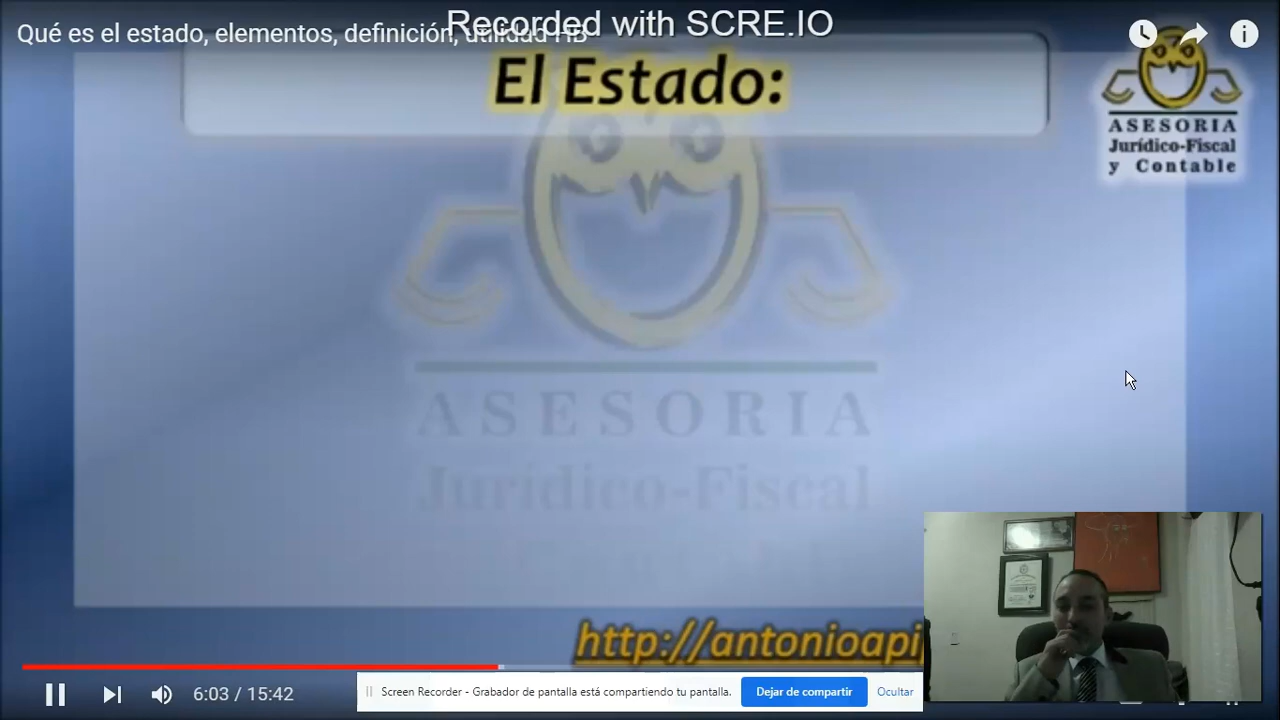 Recorded with SCRE.IO
Qué es el estado, elementos, definición, utilidad HB
El Estado:
ASESORIA
Jurídico-Fiscal
y Contable
ASESORIA
Jurídico-Fiscal
http://antonioapi
6:03 / 15:42
Screen Recorder - Grabador de pantalla está compartiendo tu pantalla.
Dejar de compartir
Ocultar